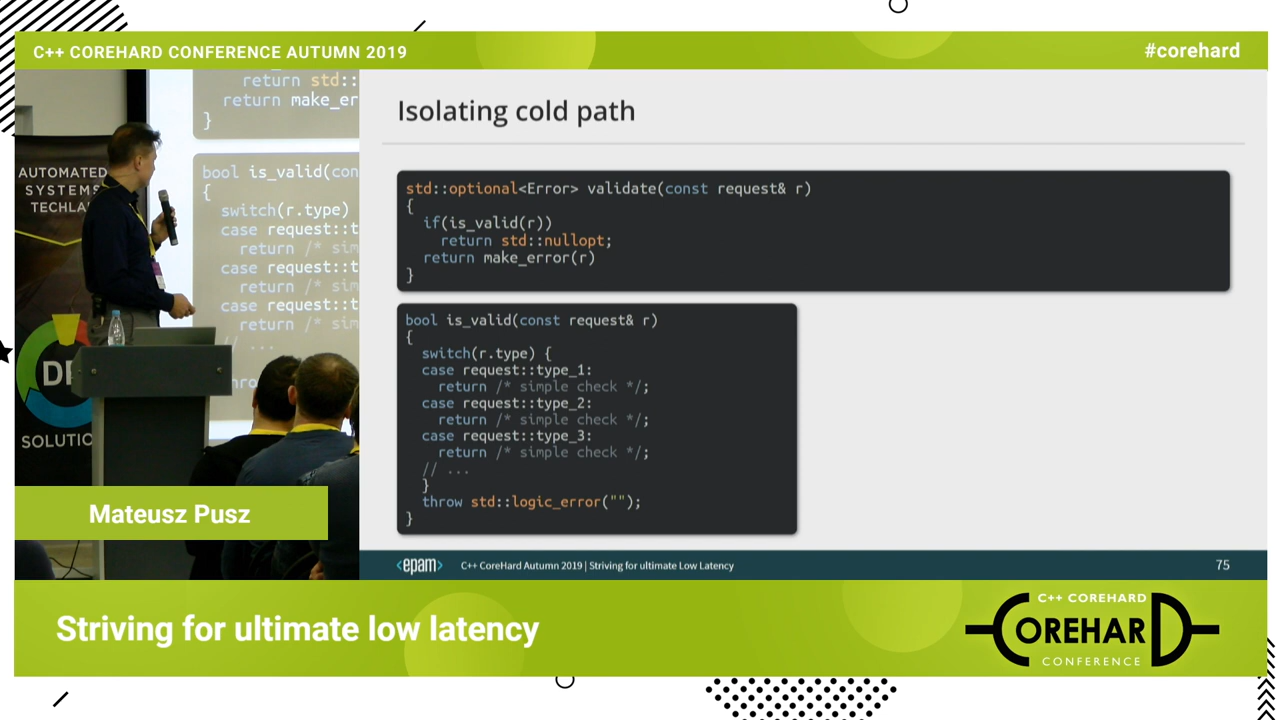 C++ COREHARD CONFERENCE AUTUMN 2019
#corehard
return std::
return make_er
}
bool is_valid(con
{
switch(r.type)
case request::t
return /* sim
case request::t
return /* sim
case request::t
return /* sim
// ...
AUTOMATED
SYSTEMS
TECHLA
SOLUTIO
Mateusz Pusz
Isolating cold path
std::optional<Error> validate(const request& r)
{
if(is_valid(r))
return std::nullopt;
return make_error(r)
}
bool is_valid(const request& r)
{
switch(r.type) {
case request::type_1:
return /* simple check */;
case request::type_2:
return /* simple check */;
case request::type_3:
return /* simple check */;
// ...
}
throw std::logic_error("");
}
<epam>
C++ CoreHard Autumn 2019 | Striving for ultimate Low Latency
75
Striving for ultimate low latency
C++ COREHARD
COREHARD
CONFERENCE